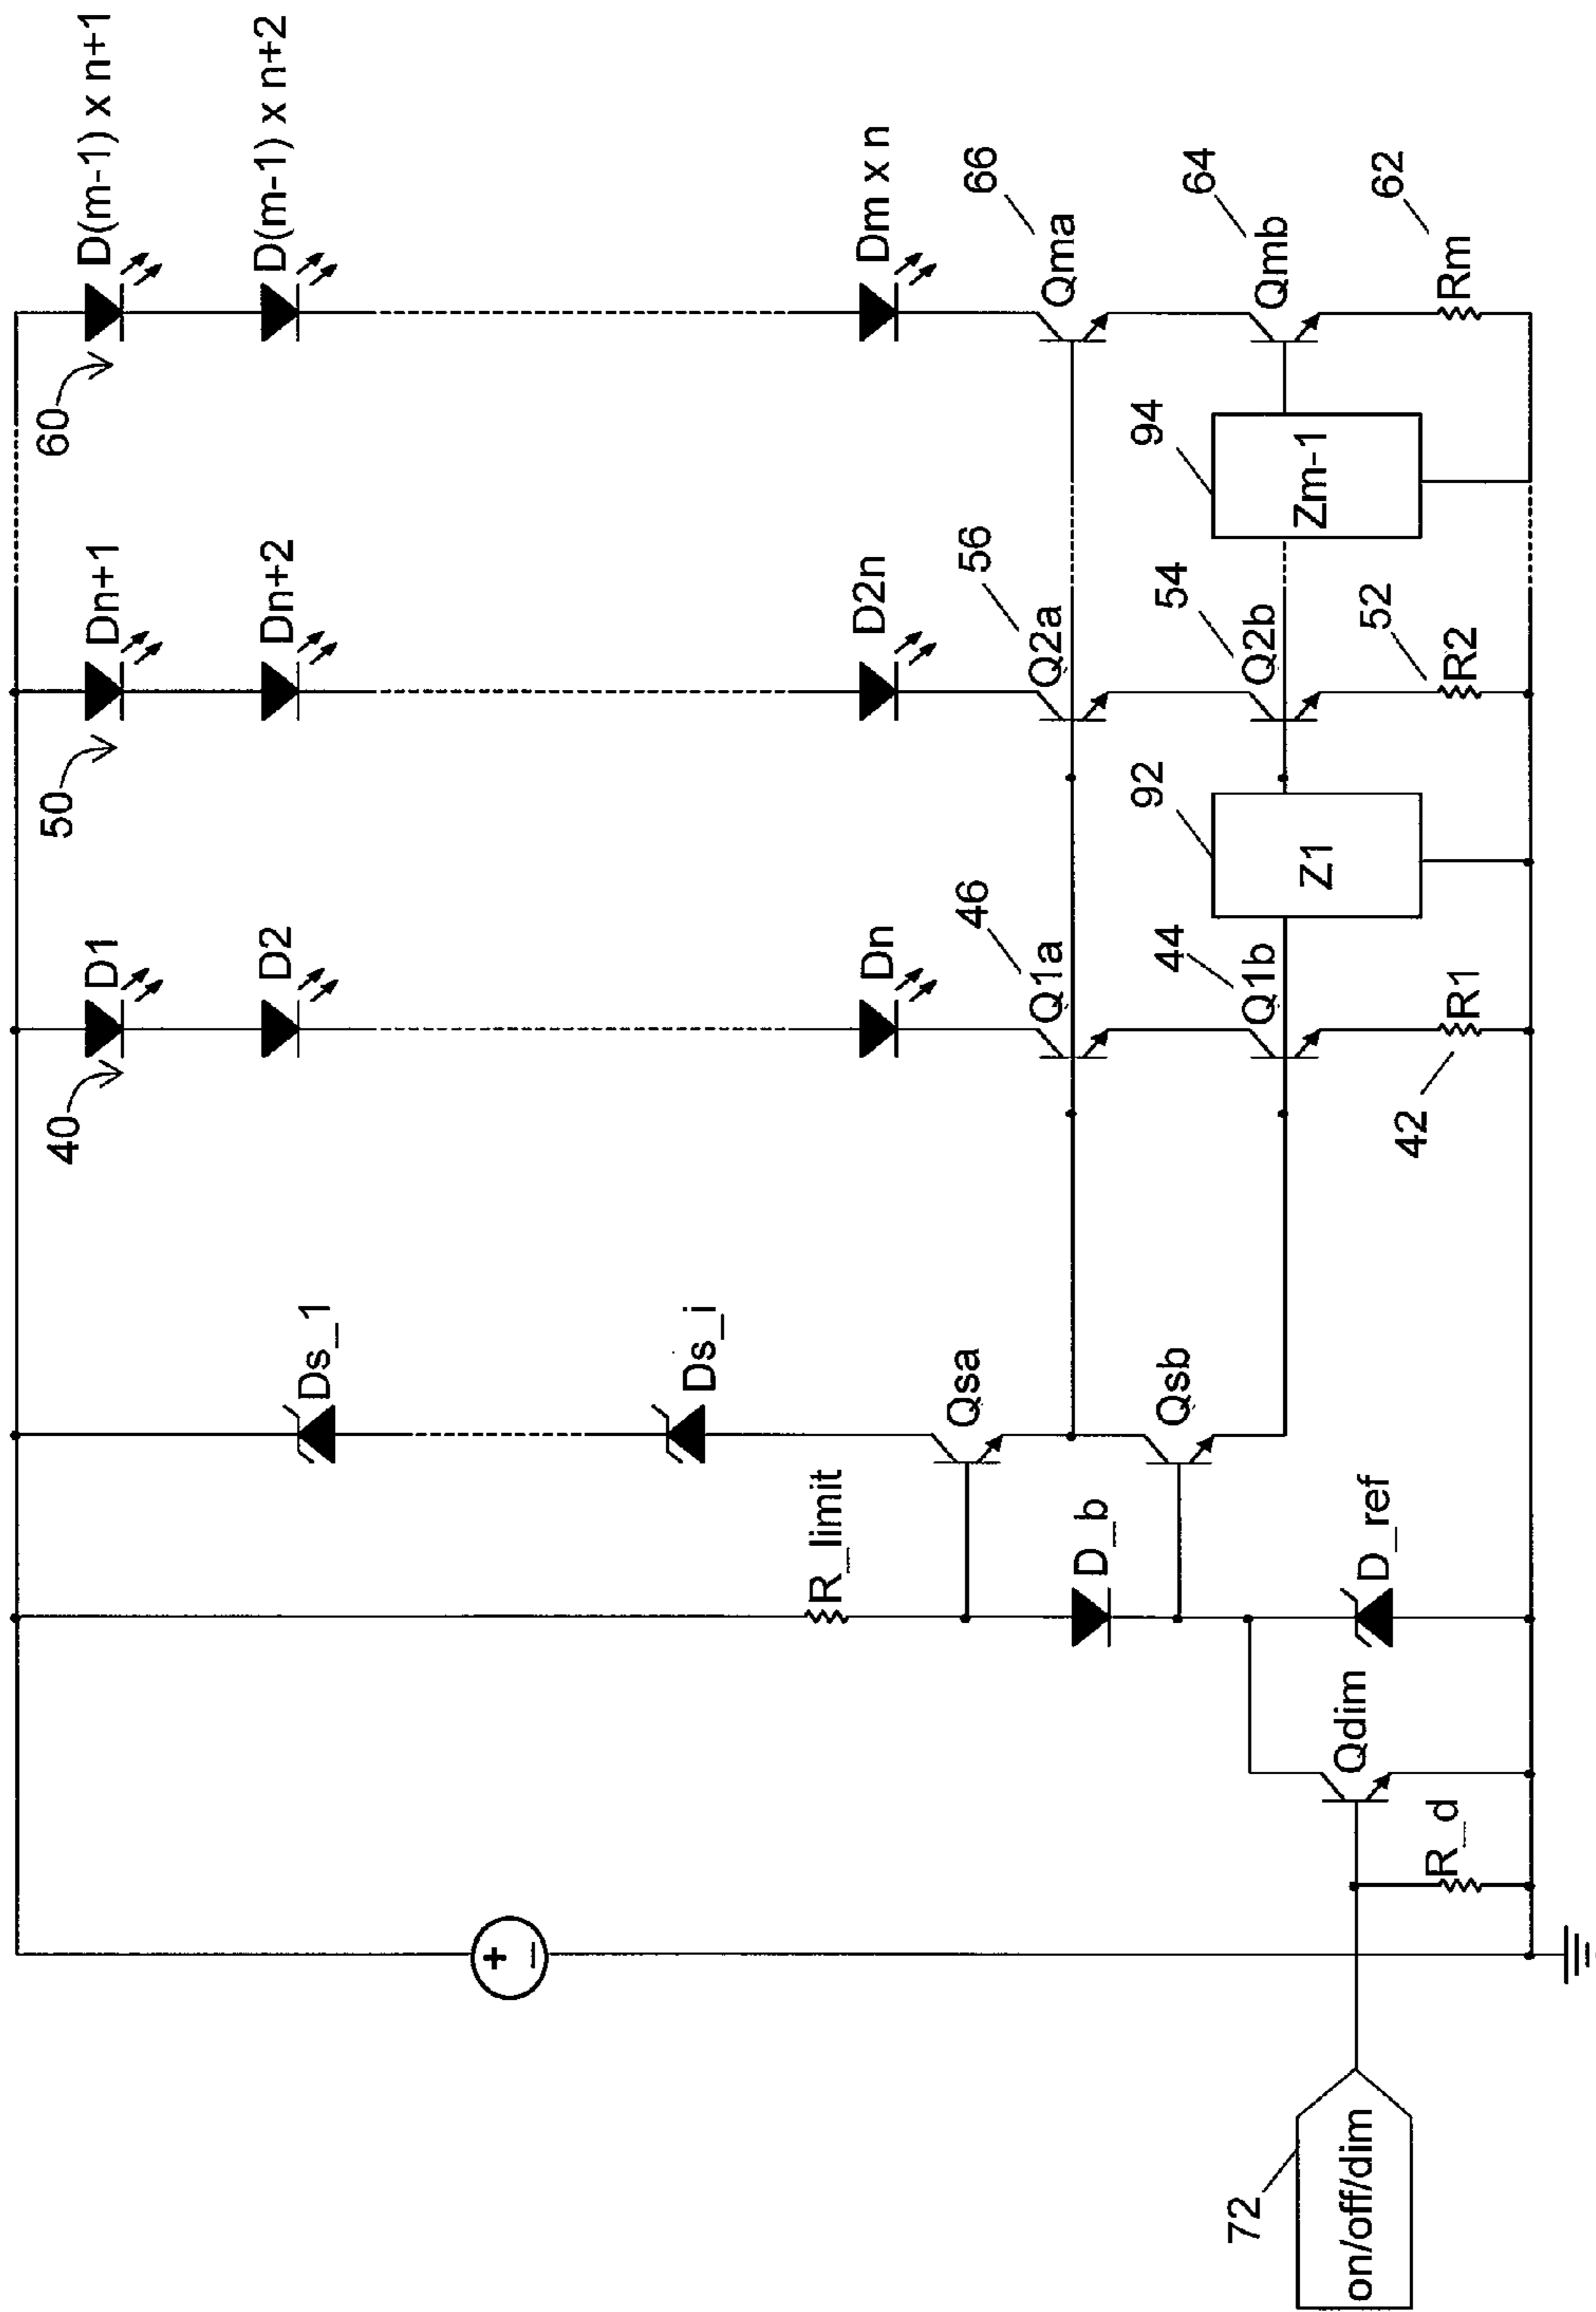 60
D(m-1) x n+1
D(m-1) x n+2
Dm x n
66
Qma
64
Qmb
62
Rm
94
Zm-1
50
Dn+1
Dn+2
D2n
56
Q2a
54
Q2b
52
R2
92
Z1
40
D1
D2
Dn
46
Q1a
44
Q1b
42
R1
Ds_1
Ds_i
Qsa
Qsb
R_limit
D_b
D_ref
Qdim
R_d
+
–
72
on/off/dim